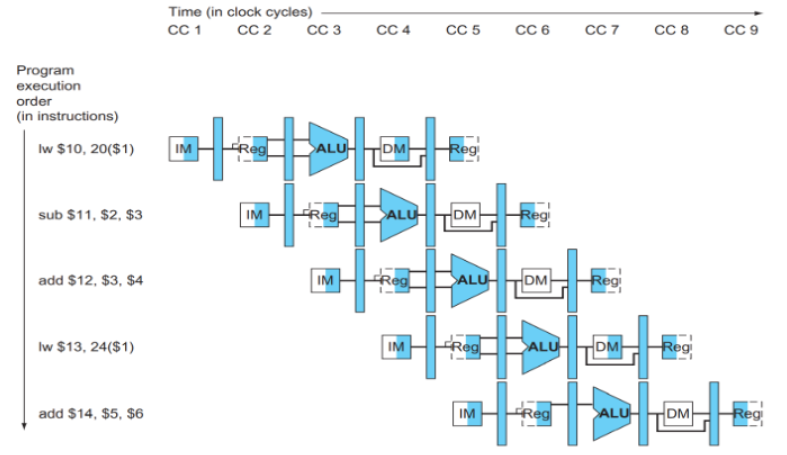 Time (in clock cycles)
CC 1 CC 2 CC 3 CC 4 CC 5 CC 6 CC 7 CC 8 CC 9
Program
execution
order
(in instructions)
lw $10, 20($1) IM Reg ALU DM Reg
sub $11, $2, $3 IM Reg ALU DM Reg
add $12, $3, $4 IM Reg ALU DM Reg
lw $13, 24($1) IM Reg ALU DM Reg
add $14, $5, $6 IM Reg ALU DM Reg